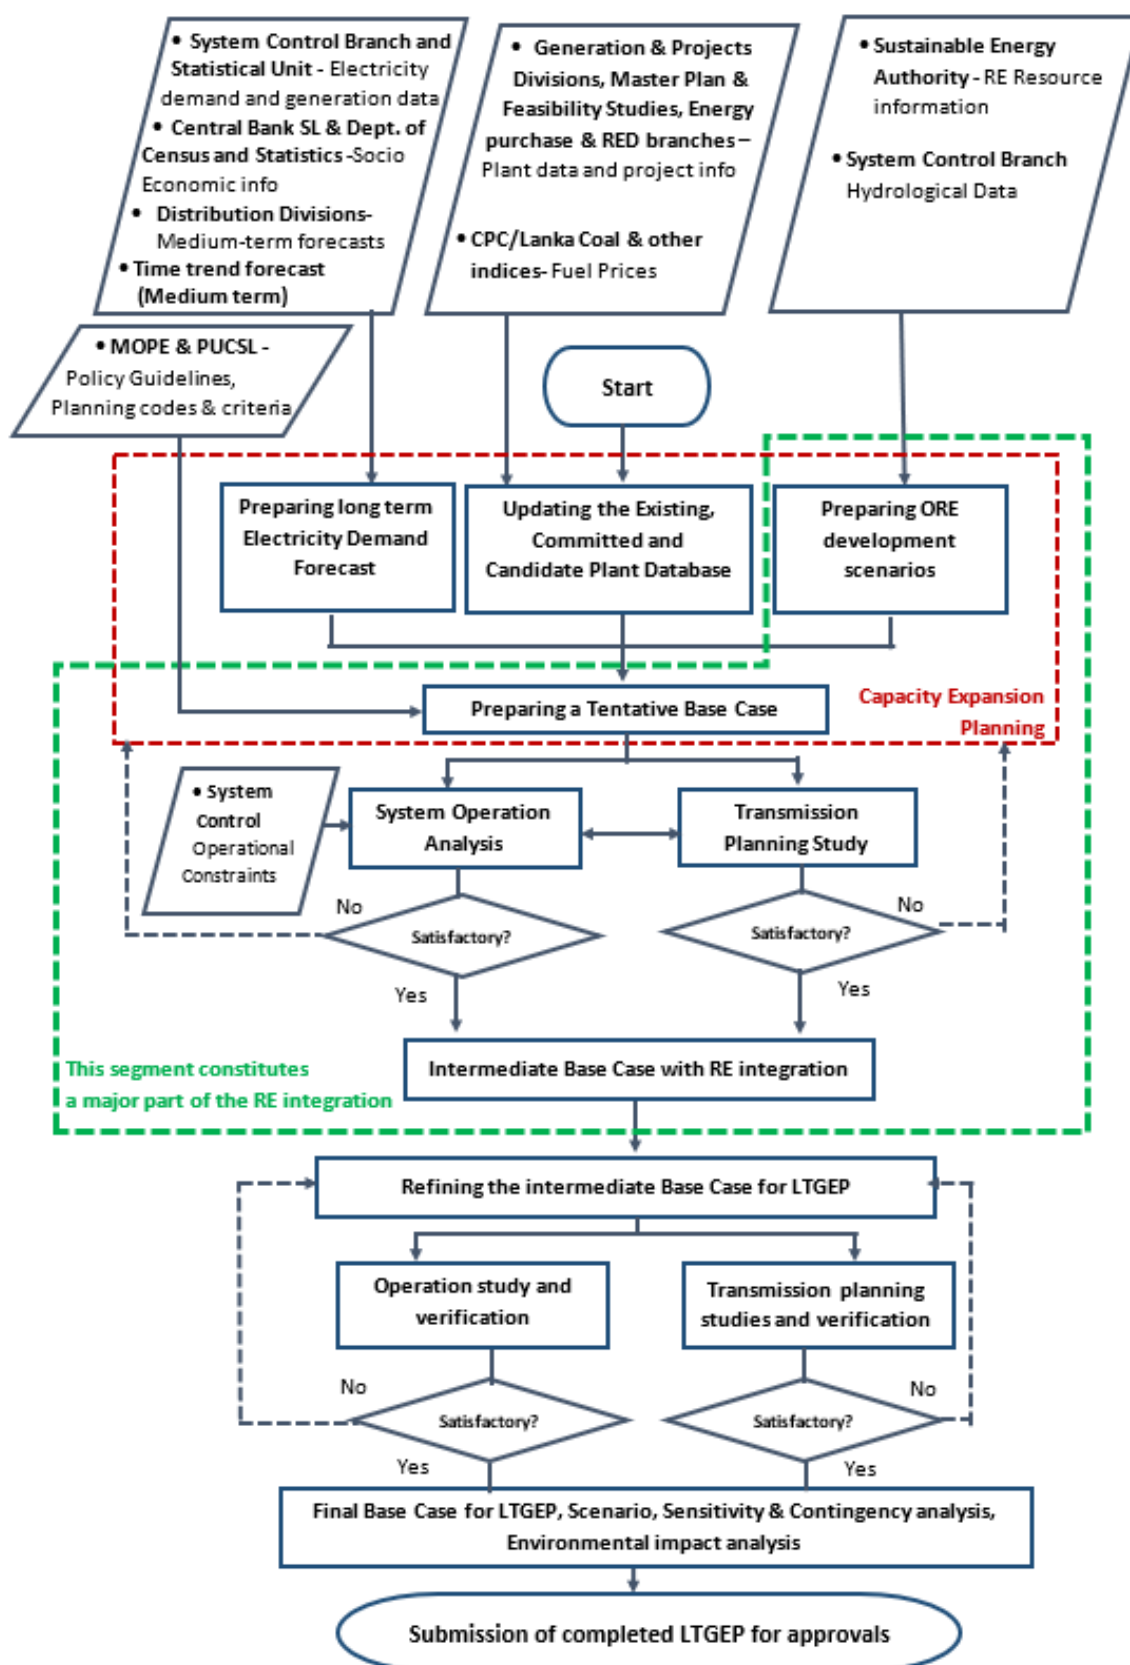 • System Control Branch and
Statistical Unit - Electricity
demand and generation data
• Central Bank SL & Dept. of
Census and Statistics -Socio
Economic info
• Distribution Divisions-
Medium-term forecasts
• Time trend forecast
(Medium term)
• Generation & Projects
Divisions, Master Plan &
Feasibility Studies, Energy
purchase & RED branches –
Plant data and project info
• CPC/Lanka Coal & other
indices- Fuel Prices
• Sustainable Energy
Authority - RE Resource
information
• System Control Branch
Hydrological Data
• MOPE & PUCSL -
Policy Guidelines,
Planning codes & criteria
Start
Preparing long term
Electricity Demand
Forecast
Updating the Existing,
Committed and
Candidate Plant Database
Preparing ORE
development
scenarios
Preparing a Tentative Base Case
Capacity Expansion
Planning
• System
Control
Operational
Constraints
System Operation
Analysis
Transmission
Planning Study
No
Satisfactory?
Yes
No
Satisfactory?
Yes
Intermediate Base Case with RE integration
This segment constitutes
a major part of the RE integration
Refining the intermediate Base Case for LTGEP
Operation study and
verification
Transmission planning
studies and verification
No
Satisfactory?
Yes
No
Satisfactory?
Yes
Final Base Case for LTGEP, Scenario, Sensitivity & Contingency analysis,
Environmental impact analysis
Submission of completed LTGEP for approvals